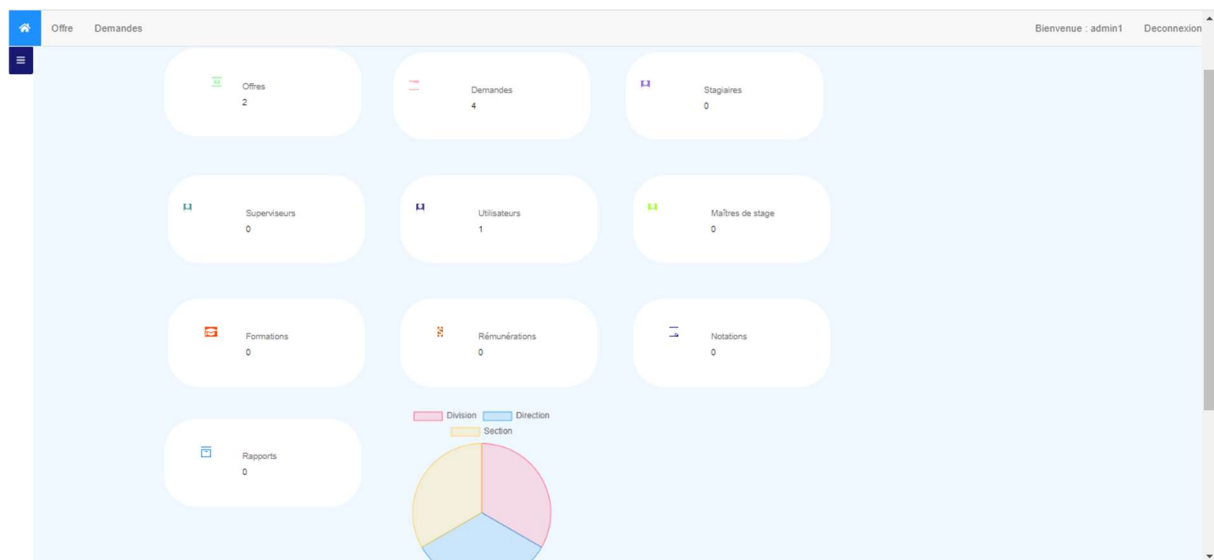 Offre Demandes Bienvenue : admin1 Deconnexion
Offres
2
Demandes
4
Stagiaires
0
Superviseurs
0
Utilisateurs
1
Maîtres de stage
0
Formations
0
Rémunérations
0
Notations
0
Rapports
0
Division Direction
Section